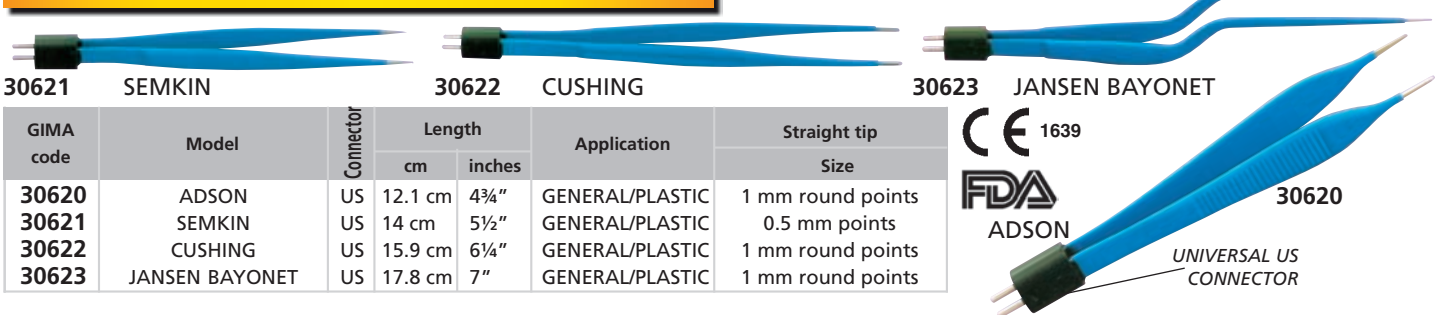 30621 SEMKIN
30622 CUSHING
30623 JANSEN BAYONET
GIMA code Model Connector Length Application Straight tip
cm inches Size
30620 ADSON US 12.1 cm 4¾” GENERAL/PLASTIC 1 mm round points
30621 SEMKIN US 14 cm 5½” GENERAL/PLASTIC 0.5 mm points
30622 CUSHING US 15.9 cm 6¼” GENERAL/PLASTIC 1 mm round points
30623 JANSEN BAYONET US 17.8 cm 7” GENERAL/PLASTIC 1 mm round points
CE 1639
FDA
30620
ADSON
UNIVERSAL US
CONNECTOR